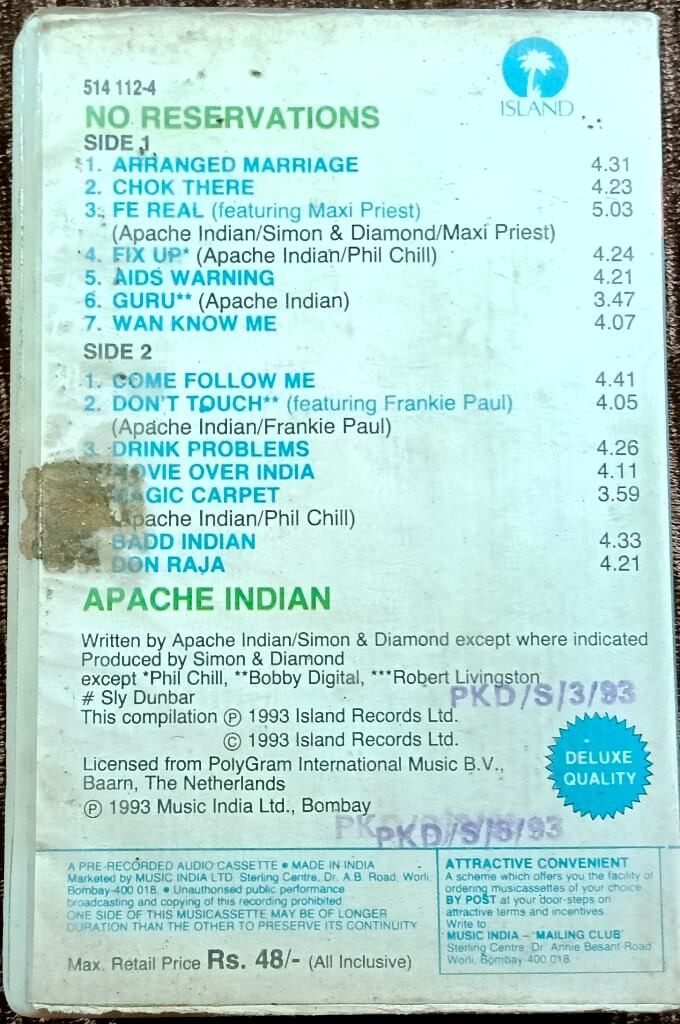 514 112-4
ISLAND
NO RESERVATIONS
SIDE 1
1. ARRANGED MARRIAGE 4.31
2. CHOK THERE 4.23
3. FE REAL (featuring Maxi Priest) 5.03
(Apache Indian/Simon & Diamond/Maxi Priest)
4. FIX UP* (Apache Indian/Phil Chill) 4.24
5. AIDS WARNING 4.21
6. GURU** (Apache Indian) 3.47
7. WAN KNOW ME 4.07
SIDE 2
1. COME FOLLOW ME 4.41
2. DON'T TOUCH** (featuring Frankie Paul) 4.05
(Apache Indian/Frankie Paul)
3. DRINK PROBLEMS 4.26
MOVIE OVER INDIA 4.11
MAGIC CARPET 3.59
(Apache Indian/Phil Chill)
BADD INDIAN 4.33
DON RAJA 4.21
APACHE INDIAN
Written by Apache Indian/Simon & Diamond except where indicated
Produced by Simon & Diamond
except *Phil Chill, **Bobby Digital, ***Robert Livingston
# Sly Dunbar
PKD/S/3/93
This compilation Ⓟ 1993 Island Records Ltd.
© 1993 Island Records Ltd.
Licensed from PolyGram International Music B.V.,
Baarn, The Netherlands
Ⓟ 1993 Music India Ltd., Bombay
DELUXE
QUALITY
PKD/S/3/93
A PRE-RECORDED AUDIO CASSETTE ● MADE IN INDIA
Marketed by MUSIC INDIA LTD. Sterling Centre, Dr. A.B. Road, Worli,
Bombay-400 018. ● Unauthorised public performance
broadcasting and copying of this recording prohibited.
ONE SIDE OF THIS MUSICASSETTE MAY BE OF LONGER
DURATION THAN THE OTHER TO PRESERVE ITS CONTINUITY
Max. Retail Price Rs. 48/- (All Inclusive)
ATTRACTIVE CONVENIENT
A scheme which offers you the facility of
ordering musicassettes of your choice
BY POST at your door-steps on
attractive terms and incentives.
Write to:
MUSIC INDIA – 'MAILING CLUB'
Sterling Centre, Dr. Annie Besant Road
Worli, Bombay-400 018.